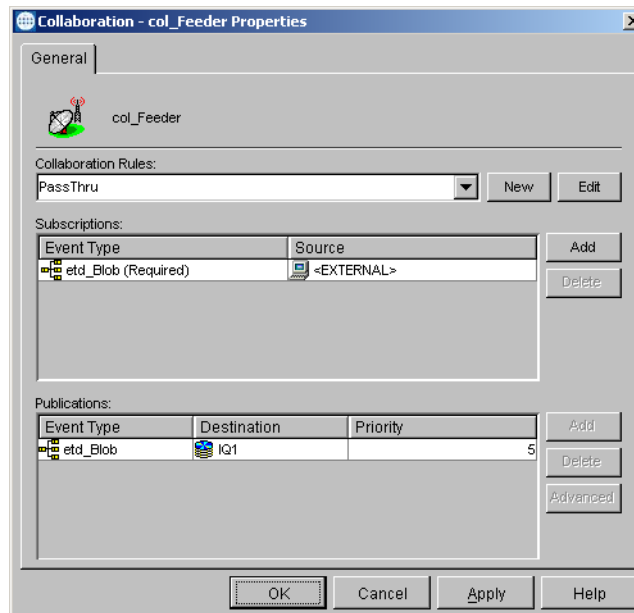 Collaboration - col_Feeder Properties
General
col_Feeder
Collaboration Rules:
PassThru
New
Edit
Subscriptions:
Event Type Source
etd_Blob (Required) <EXTERNAL>
Add
Delete
Publications:
Event Type Destination Priority
etd_Blob IQ1 5
Add
Delete
Advanced
OK Cancel Apply Help